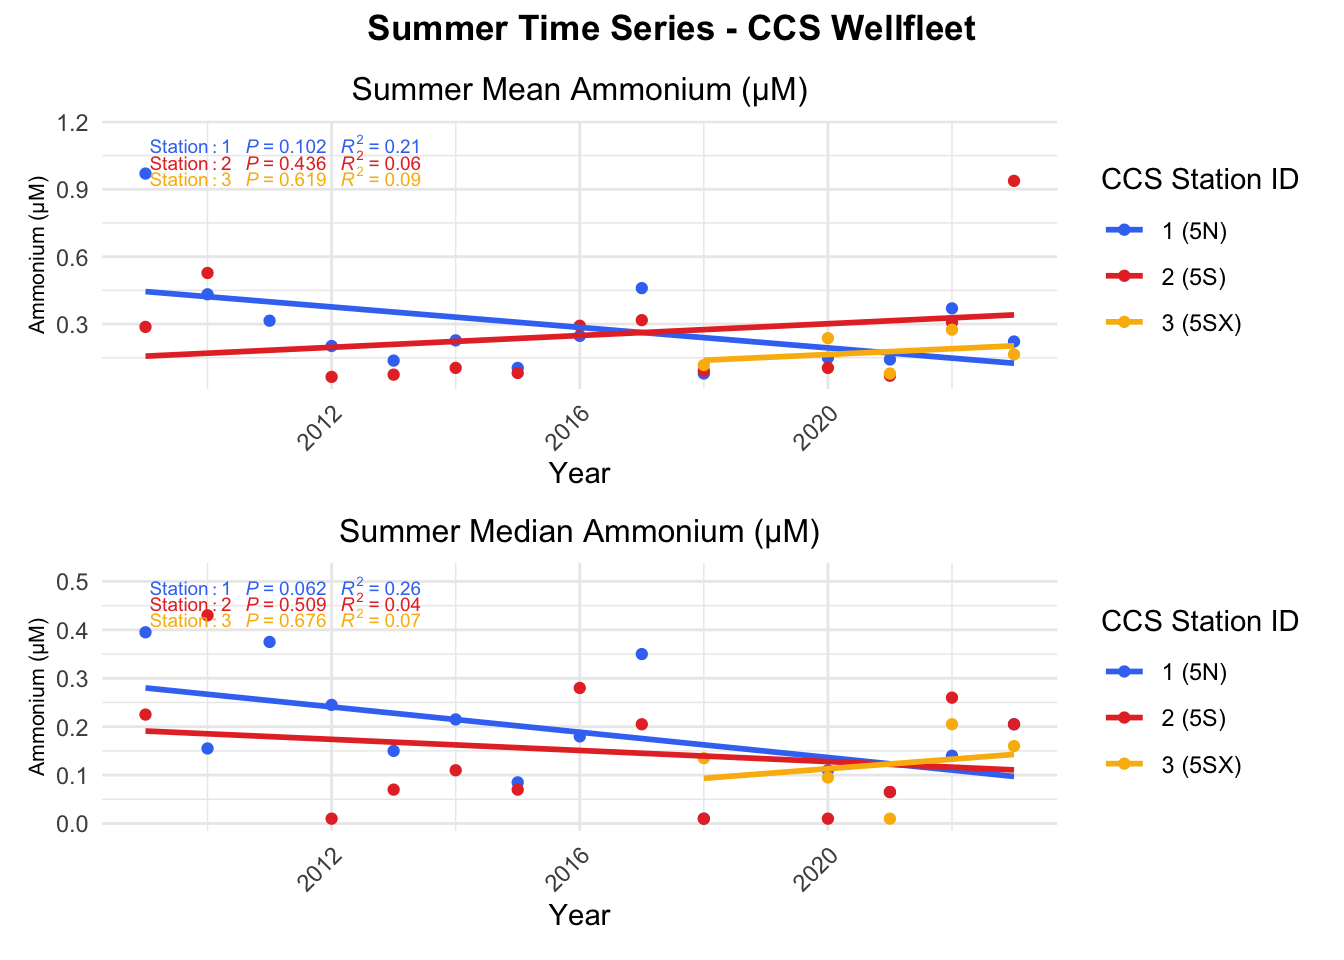 Summer Time Series - CCS Wellfleet
Summer Mean Ammonium (μM)
Ammonium (μM)
1.2
0.9
0.6
0.3
Station: 1 P = 0.102 R² = 0.21
Station: 2 P = 0.436 R² = 0.06
Station: 3 P = 0.619 R² = 0.09
2012
2016
2020
Year
CCS Station ID
1 (5N)
2 (5S)
3 (5SX)
Summer Median Ammonium (μM)
Ammonium (μM)
0.5
0.4
0.3
0.2
0.1
0.0
Station: 1 P = 0.062 R² = 0.26
Station: 2 P = 0.509 R² = 0.04
Station: 3 P = 0.676 R² = 0.07
2012
2016
2020
Year
CCS Station ID
1 (5N)
2 (5S)
3 (5SX)